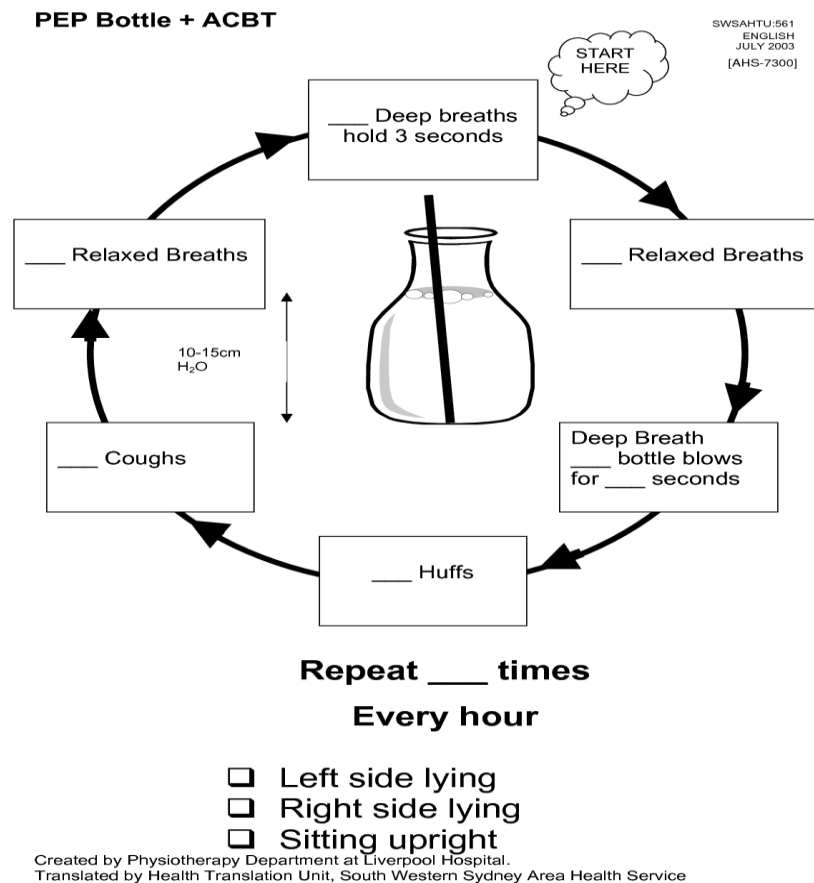 PEP Bottle + ACBT
SWSAHTU:561
ENGLISH
JULY 2003
[AHS-7300]
START
HERE
___ Deep breaths
hold 3 seconds
___ Relaxed Breaths
___ Relaxed Breaths
10-15cm
H₂O
Deep Breath
___ bottle blows
for ___ seconds
___ Coughs
___ Huffs
Repeat ___ times
Every hour
❏ Left side lying
❏ Right side lying
❏ Sitting upright
Created by Physiotherapy Department at Liverpool Hospital.
Translated by Health Translation Unit, South Western Sydney Area Health Service